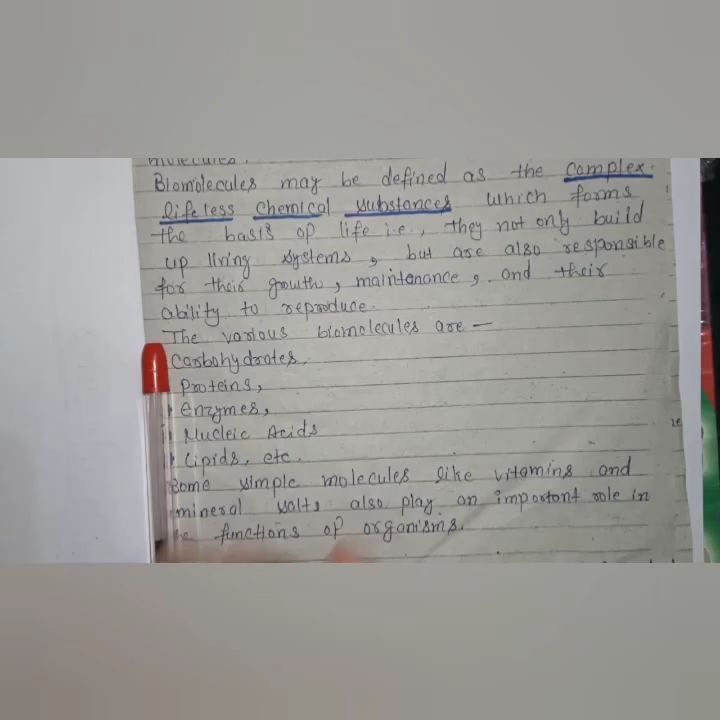 molecules.
Biomolecules may be defined as the complex
lifeless chemical substances which forms
the basis of life i.e., they not only build
up living systems, but are also responsible
for their growth, maintenance, and their
ability to reproduce.
The various biomolecules are —
Carbohydrates.
Proteins,
Enzymes,
Nucleic Acids
Lipids, etc.
Some simple molecules like vitamins and
mineral salts also play an important role in
the functions of organisms.